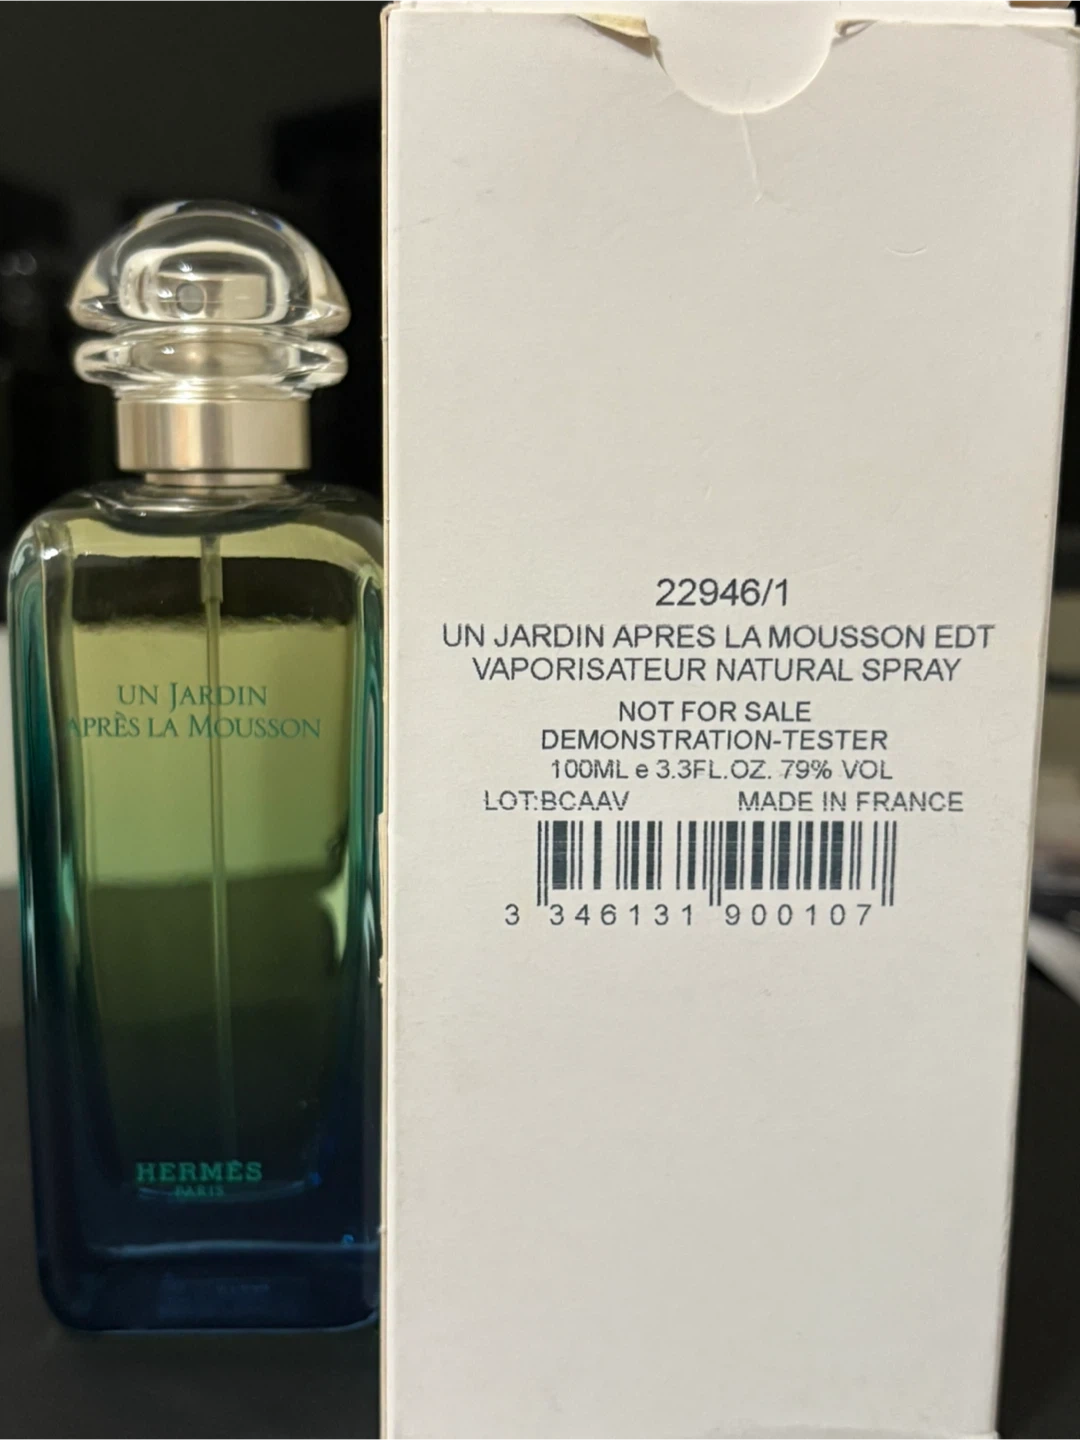 UN JARDIN
APRÈS LA MOUSSON
HERMÈS
PARIS
22946/1
UN JARDIN APRES LA MOUSSON EDT
VAPORISATEUR NATURAL SPRAY
NOT FOR SALE
DEMONSTRATION-TESTER
100ML e 3.3FL.OZ. 79% VOL
LOT:BCAAV MADE IN FRANCE
3 346131 900107